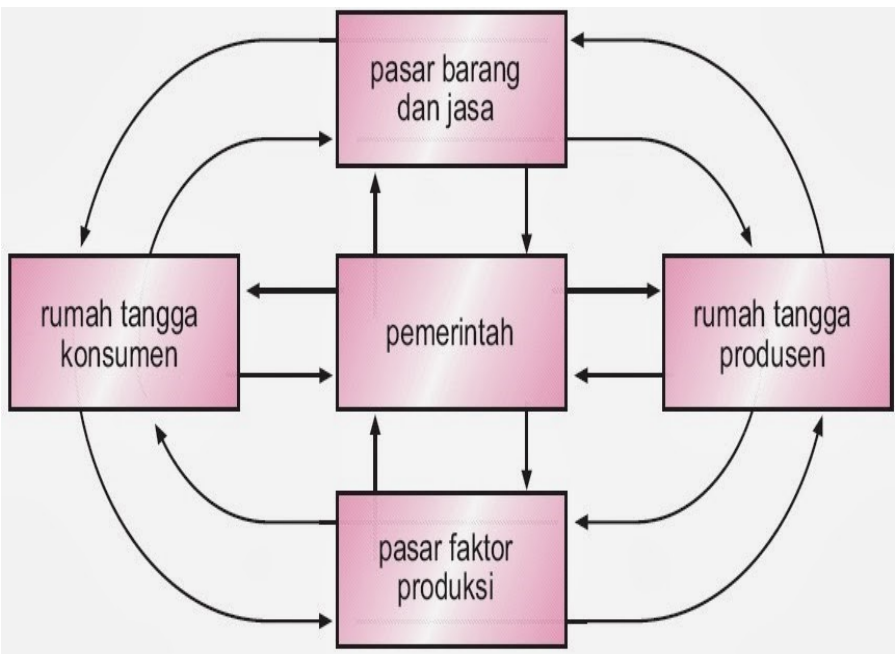 pasar barang
dan jasa
rumah tangga
konsumen
pemerintah
rumah tangga
produsen
pasar faktor
produksi